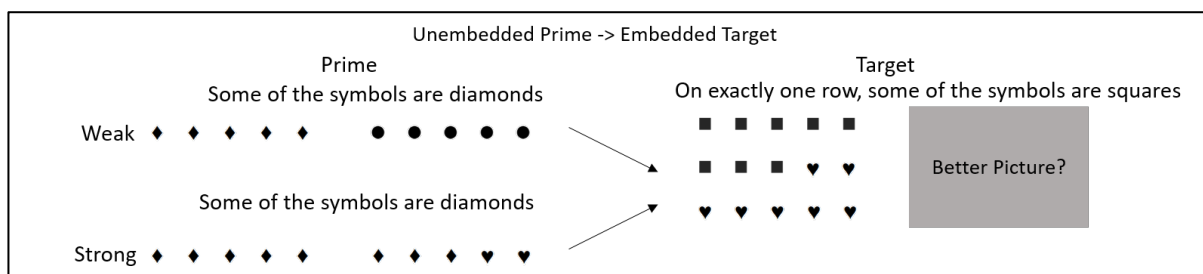 Unembedded Prime -> Embedded Target
Prime
Target
Some of the symbols are diamonds
On exactly one row, some of the symbols are squares
Weak
Better Picture?
Some of the symbols are diamonds
Strong